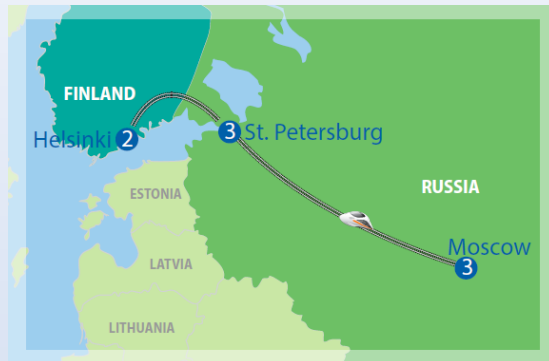 FINLAND
Helsinki 2
3 St. Petersburg
ESTONIA
RUSSIA
Moscow
3
LATVIA
LITHUANIA